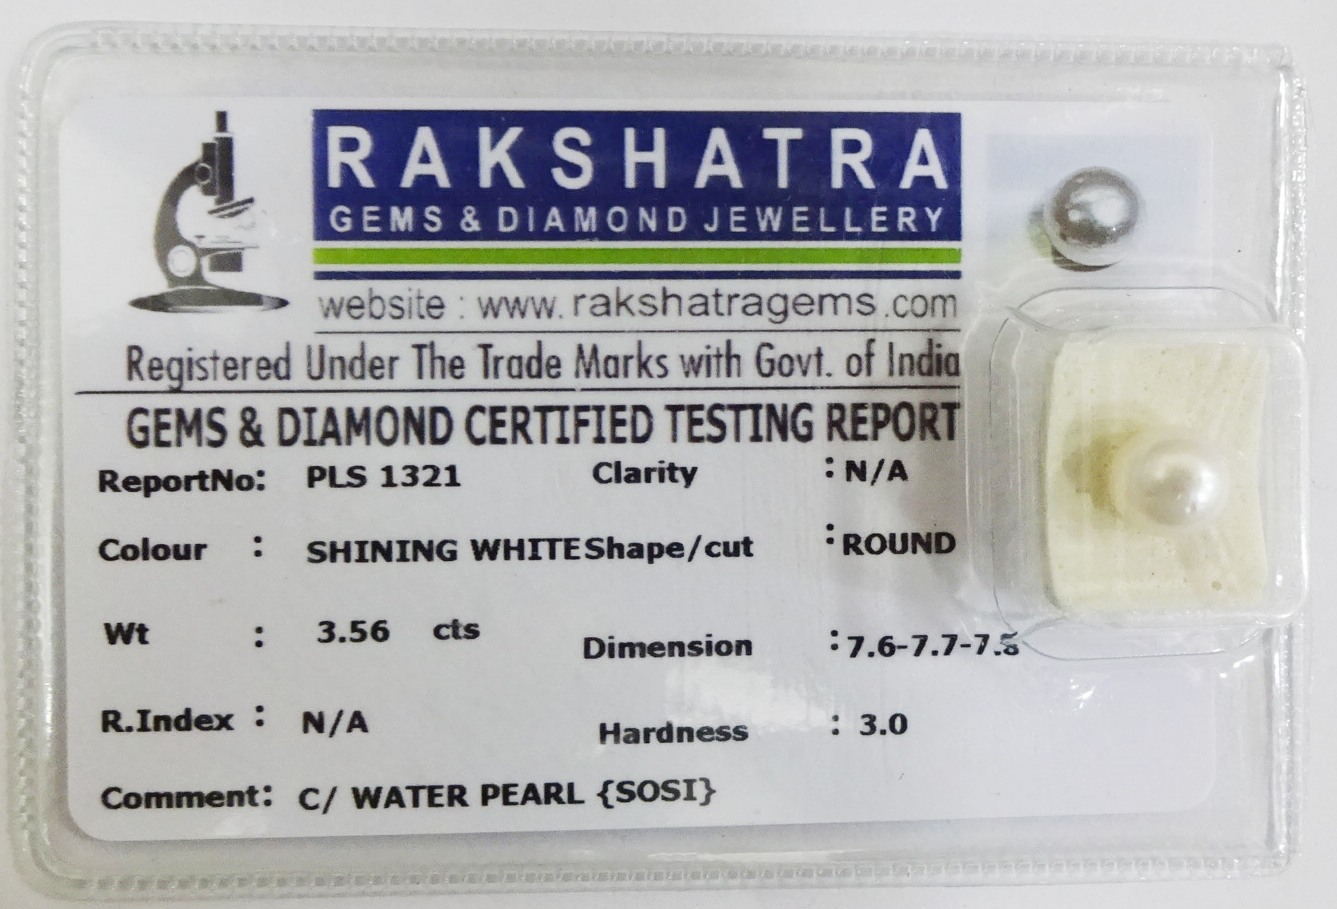 RAKSHATRA
GEMS & DIAMOND JEWELLERY
website : www.rakshatragems.com
Registered Under The Trade Marks with Govt. of India
GEMS & DIAMOND CERTIFIED TESTING REPORT
ReportNo: PLS 1321 Clarity : N/A
Colour : SHINING WHITE Shape/cut : ROUND
Wt : 3.56 cts Dimension : 7.6-7.7-7.8
R.Index : N/A Hardness : 3.0
Comment: C/ WATER PEARL {SOSI}